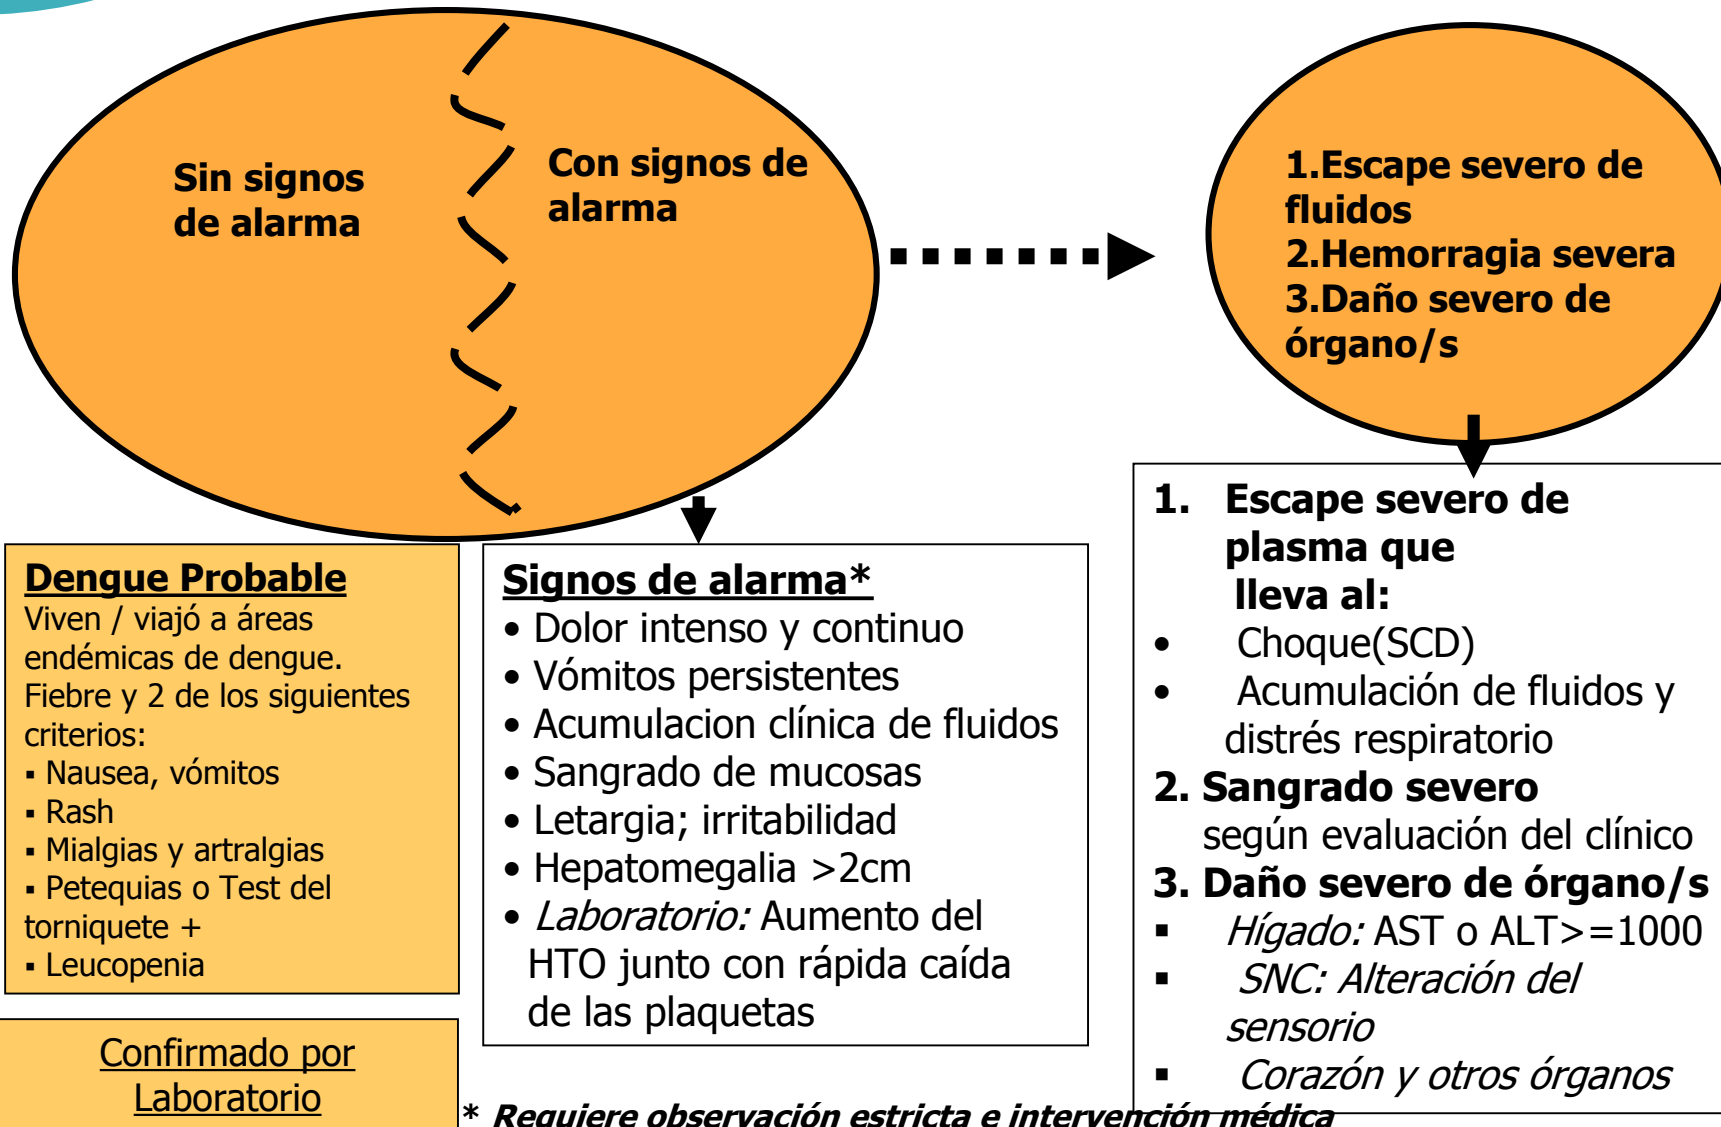 Sin signos
de alarma
Con signos de
alarma
1.Escape severo de
fluidos
2.Hemorragia severa
3.Daño severo de
órgano/s
Dengue Probable
Viven / viajó a áreas
endémicas de dengue.
Fiebre y 2 de los siguientes
criterios:
▪ Nausea, vómitos
▪ Rash
▪ Mialgias y artralgias
▪ Petequias o Test del
torniquete +
▪ Leucopenia
Confirmado por
Laboratorio
Signos de alarma*
• Dolor intenso y continuo
• Vómitos persistentes
• Acumulacion clínica de fluidos
• Sangrado de mucosas
• Letargia; irritabilidad
• Hepatomegalia >2cm
• Laboratorio: Aumento del
HTO junto con rápida caída
de las plaquetas
1. Escape severo de
plasma que
lleva al:
• Choque(SCD)
• Acumulación de fluidos y
distrés respiratorio
2. Sangrado severo
según evaluación del clínico
3. Daño severo de órgano/s
▪ Hígado: AST o ALT>=1000
▪ SNC: Alteración del
sensorio
▪ Corazón y otros órganos
* Requiere observación estricta e intervención médica